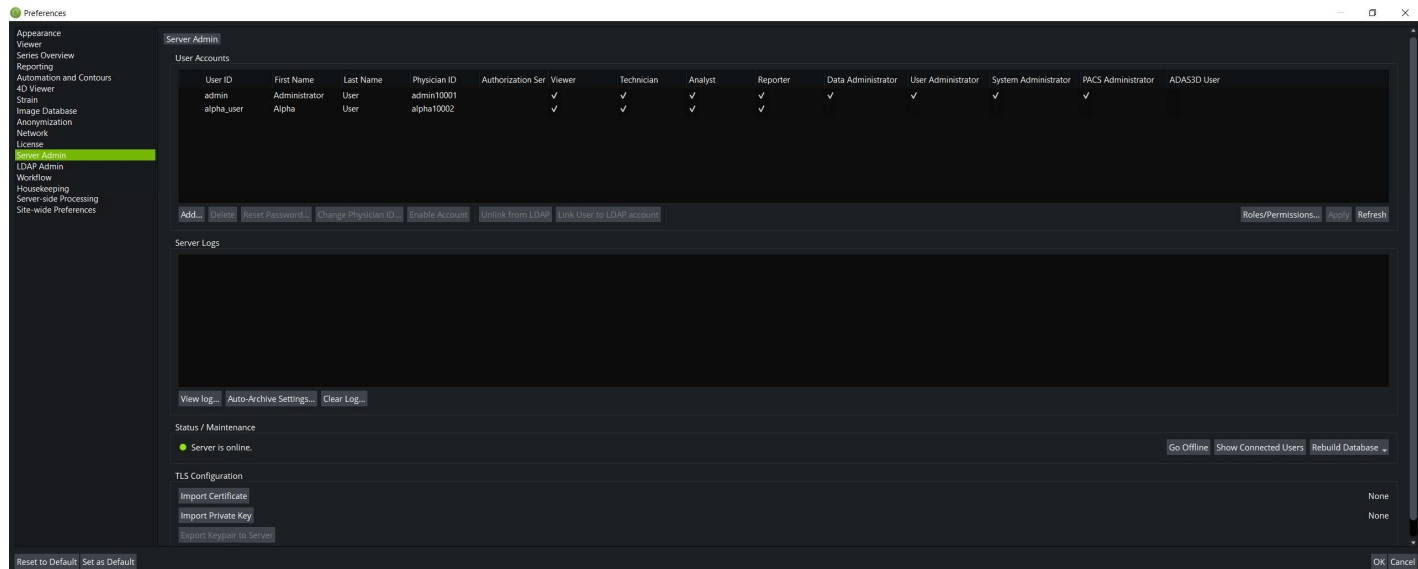 Preferences
Appearance
Viewer
Series Overview
Reporting
Automation and Contours
4D Viewer
Strain
Image Database
Anonymization
Network
License
Server Admin
LDAP Admin
Workflow
Housekeeping
Server-side Processing
Site-wide Preferences
Server Admin
User Accounts
User ID First Name Last Name Physician ID Authorization Ser Viewer Technician Analyst Reporter Data Administrator User Administrator System Administrator PACS Administrator ADAS3D User
admin Administrator User admin10001 ✓ ✓ ✓ ✓ ✓ ✓ ✓ ✓
alpha_user Alpha User alpha10002 ✓ ✓ ✓ ✓
Add... Delete Reset Password... Change Physician ID... Enable Account Unlink from LDAP Link User to LDAP account Roles/Permissions... Apply Refresh
Server Logs
View log... Auto-Archive Settings... Clear Log...
Status / Maintenance
Server is online. Go Offline Show Connected Users Rebuild Database
TLS Configuration
Import Certificate None
Import Private Key None
Export Keypair to Server
Reset to Default Set as Default OK Cancel